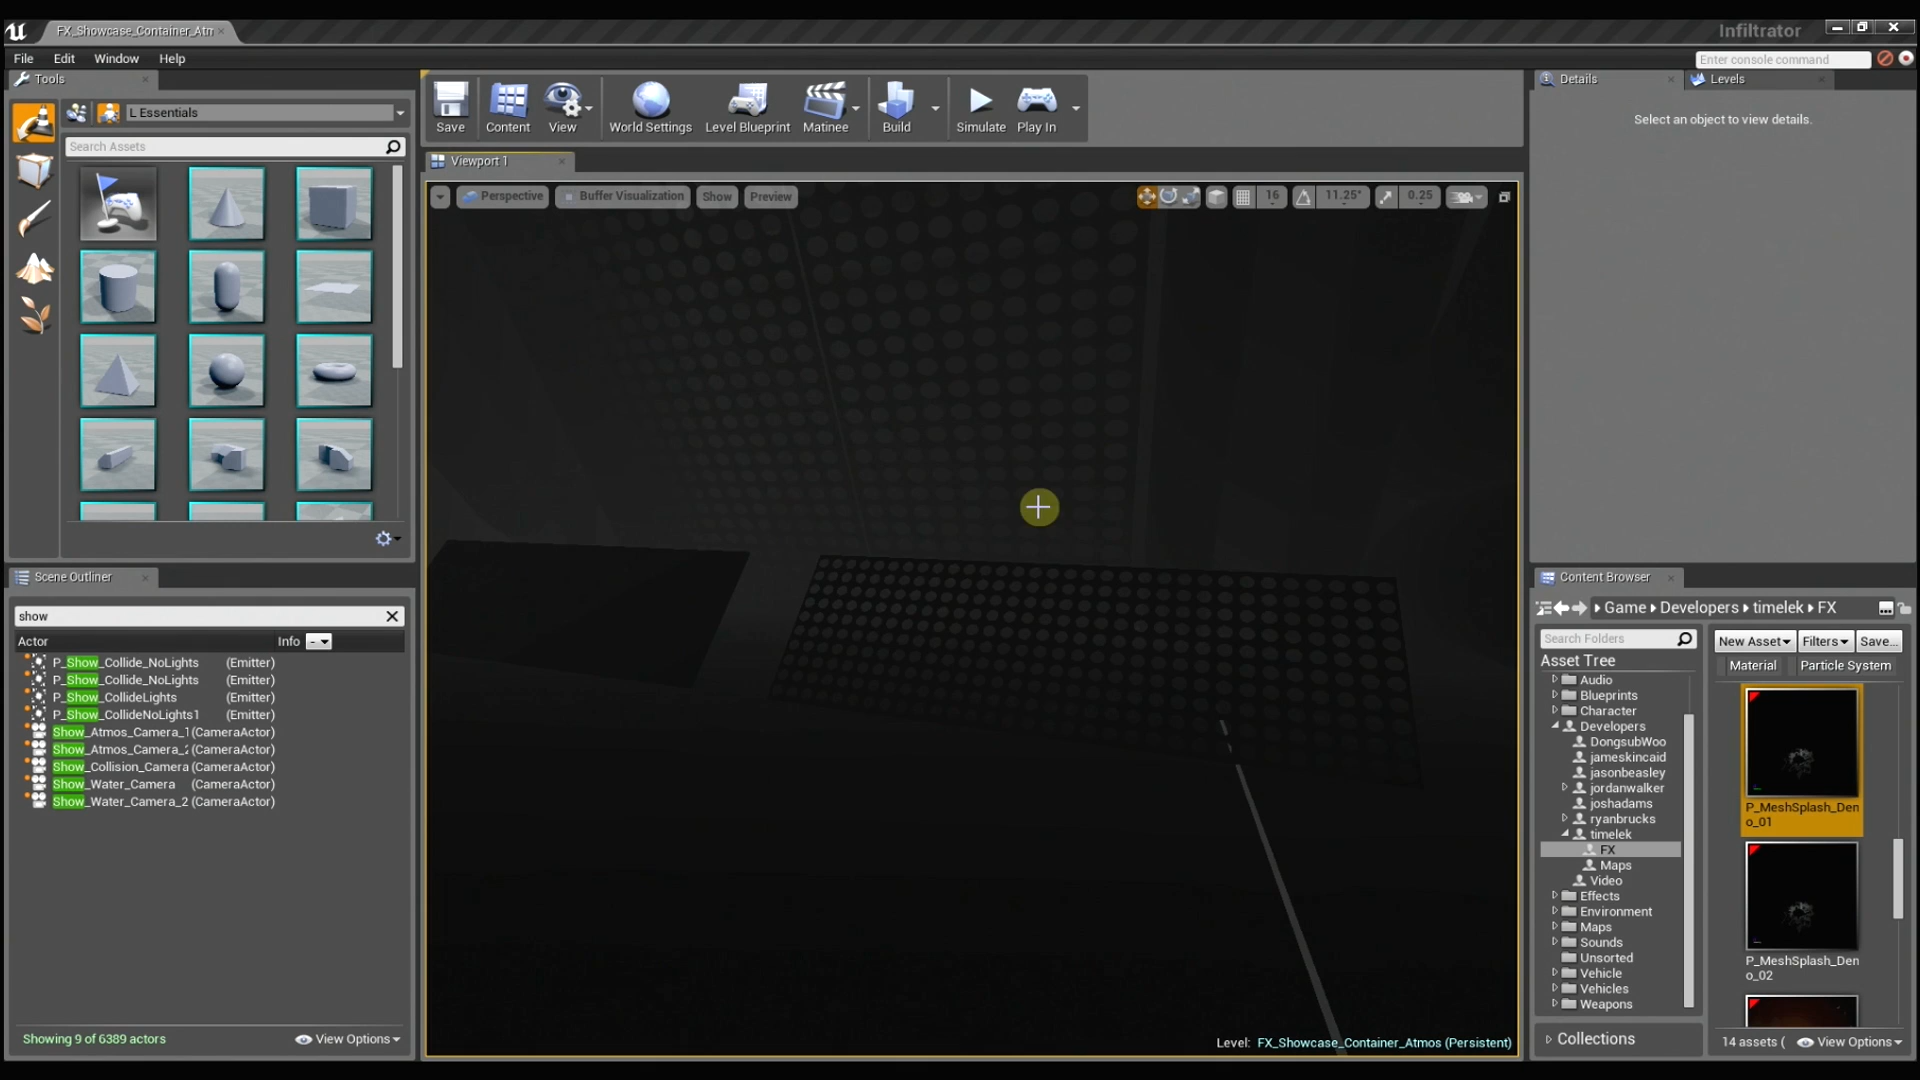 FX_Showcase_Container_Atm
Infiltrator
File Edit Window Help
Enter console command
Tools
L Essentials
Search Assets
Save
Content
View
World Settings
Level Blueprint
Matinee
Build
Simulate
Play In
Viewport 1
Perspective
Buffer Visualization
Show
Preview
16
11.25°
0.25
Level: FX_Showcase_Container_Atmos (Persistent)
Scene Outliner
show
Actor Info
P_Show_Collide_NoLights (Emitter)
P_Show_Collide_NoLights (Emitter)
P_Show_CollideLights (Emitter)
P_Show_CollideNoLights1 (Emitter)
Show_Atmos_Camera_1 (CameraActor)
Show_Atmos_Camera_2 (CameraActor)
Show_Collision_Camera (CameraActor)
Show_Water_Camera (CameraActor)
Show_Water_Camera_2 (CameraActor)
Showing 9 of 6389 actors
View Options
Details
Levels
Select an object to view details.
Content Browser
Game Developers timelek FX
Search Folders
Asset Tree
Audio
Blueprints
Character
Developers
DongsubWoo
jameskincaid
jasonbeasley
jordanwalker
joshadams
ryanbrucks
timelek
FX
Maps
Video
Effects
Environment
Maps
Sounds
Unsorted
Vehicle
Vehicles
Weapons
Collections
New Asset
Filters
Save...
Material
Particle System
P_MeshSplash_Dem
o_01
P_MeshSplash_Dem
o_02
14 assets (
View Options